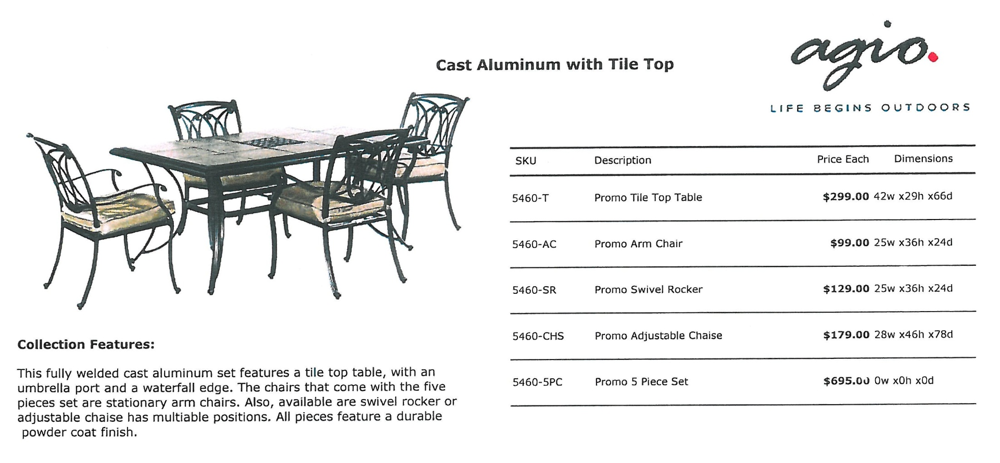 agio.
LIFE BEGINS OUTDOORS
Cast Aluminum with Tile Top
SKU Description Price Each Dimensions
5460-T Promo Tile Top Table $299.00 42w x29h x66d
5460-AC Promo Arm Chair $99.00 25w x36h x24d
5460-SR Promo Swivel Rocker $129.00 25w x36h x24d
5460-CHS Promo Adjustable Chaise $179.00 28w x46h x78d
5460-5PC Promo 5 Piece Set $695.00 0w x0h x0d
Collection Features:
This fully welded cast aluminum set features a tile top table, with an
umbrella port and a waterfall edge. The chairs that come with the five
pieces set are stationary arm chairs. Also, available are swivel rocker or
adjustable chaise has multiable positions. All pieces feature a durable
powder coat finish.